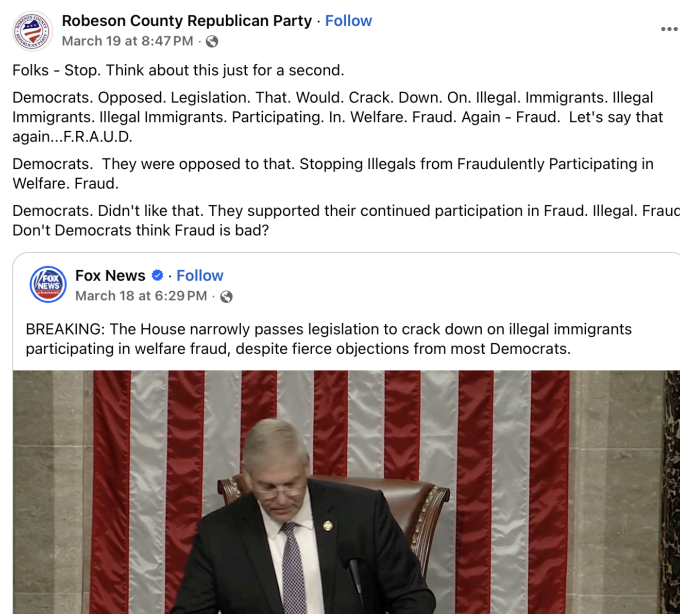 Robeson County Republican Party · Follow
March 19 at 8:47 PM ·
Folks - Stop. Think about this just for a second.
Democrats. Opposed. Legislation. That. Would. Crack. Down. On. Illegal. Immigrants. Illegal
Immigrants. Illegal Immigrants. Participating. In. Welfare. Fraud. Again - Fraud. Let's say that
again...F.R.A.U.D.
Democrats. They were opposed to that. Stopping Illegals from Fraudulently Participating in
Welfare. Fraud.
Democrats. Didn't like that. They supported their continued participation in Fraud. Illegal. Fraud
Don't Democrats think Fraud is bad?
FOX
NEWS
Fox News · Follow
March 18 at 6:29 PM ·
BREAKING: The House narrowly passes legislation to crack down on illegal immigrants
participating in welfare fraud, despite fierce objections from most Democrats.